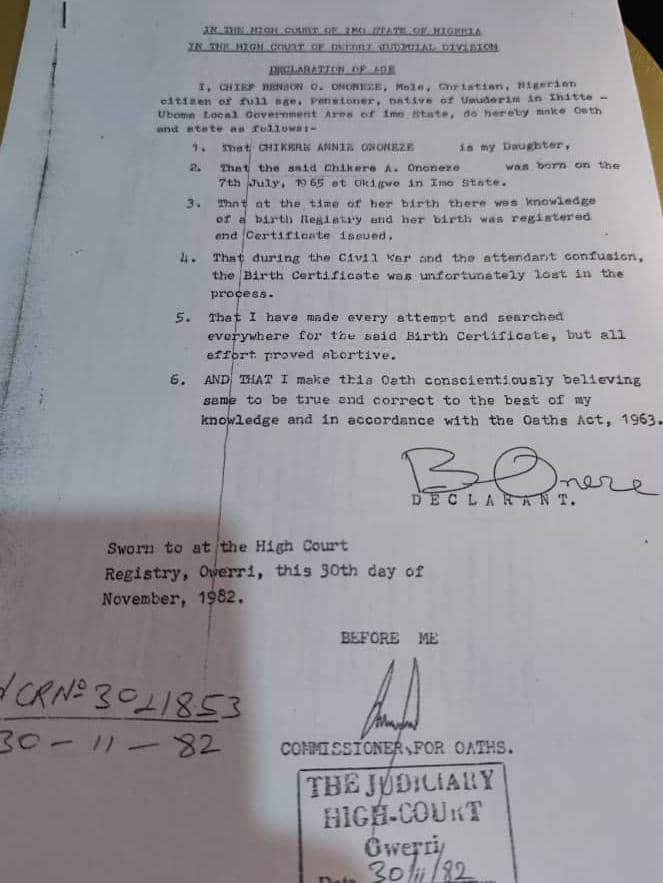 IN THE HIGH COURT OF IMO STATE OF NIGERIA
IN THE HIGH COURT OF OWERRI JUDICIAL DIVISION
DECLARATION OF AGE
I, CHIEF BENSON O. ONONEZE, Male, Christian, Nigerian
citizen of full age, Pensioner, native of Umuderim in Ihitte -
Uboma Local Government Area of Imo State, do hereby make Oath
and state as follows:-
1. That CHIKERE ANNIE ONONEZE is my Daughter,
2. That the said Chikere A. Ononeze was born on the
7th July, 1965 at Okigwe in Imo State.
3. That at the time of her birth there was knowledge
of a birth Registry and her birth was registered
and Certificate issued.
4. That during the Civil War and the attendant confusion,
the Birth Certificate was unfortunately lost in the
process.
5. That I have made every attempt and searched
everywhere for the said Birth Certificate, but all
effort proved abortive.
6. AND THAT I make this Oath conscientiously believing
same to be true and correct to the best of my
knowledge and in accordance with the Oaths Act, 1963.
DECLARANT.
Sworn to at the High Court
Registry, Owerri, this 30th day of
November, 1982.
BEFORE ME
CR Nº 3021853
30-11-82
COMMISSIONER FOR OATHS.
THE JUDICIARY
HIGH-COURT
Owerri
30/11/82